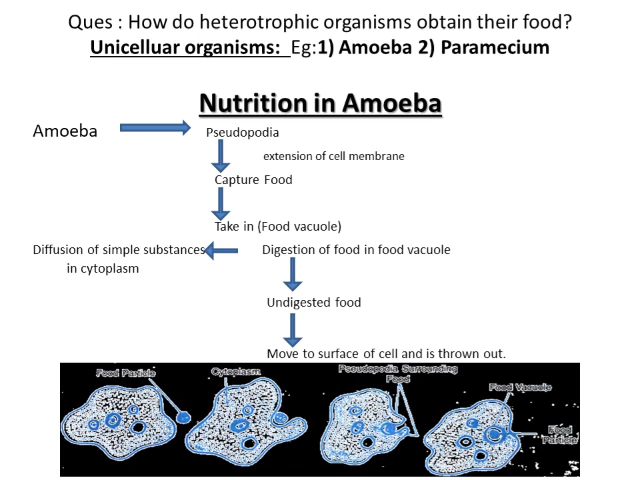 Ques : How do heterotrophic organisms obtain their food?
Unicelluar organisms: Eg:1) Amoeba 2) Paramecium
Nutrition in Amoeba
Amoeba
Pseudopodia
extension of cell membrane
Capture Food
Take in (Food vacuole)
Diffusion of simple substances
in cytoplasm
Digestion of food in food vacuole
Undigested food
Move to surface of cell and is thrown out.
Food Particle
Cytoplasm
Pseudopodia Surrounding
Food
Food Vacuole
Food
Particle